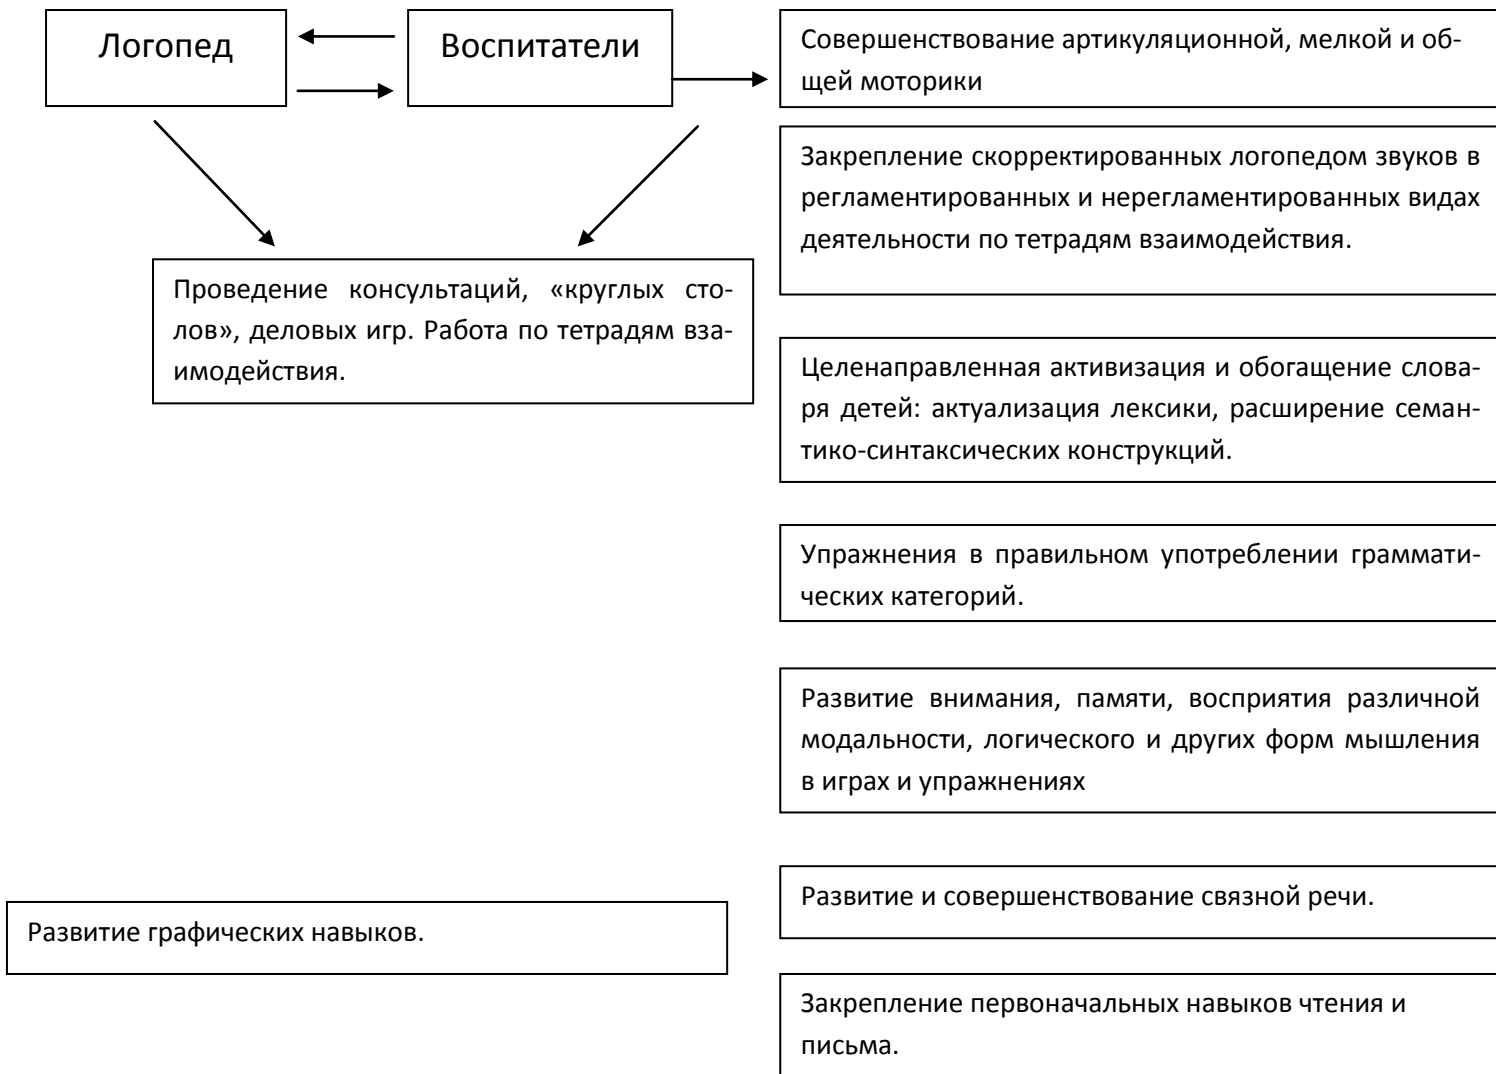 Логопед
Воспитатели
Совершенствование артикуляционной, мелкой и об-
щей моторики
Закрепление скорректированных логопедом звуков в
регламентированных и нерегламентированных видах
деятельности по тетрадям взаимодействия.
Проведение консультаций, «круглых сто-
лов», деловых игр. Работа по тетрадям вза-
имодействия.
Целенаправленная активизация и обогащение слова-
ря детей: актуализация лексики, расширение семан-
тико-синтаксических конструкций.
Упражнения в правильном употреблении граммати-
ческих категорий.
Развитие внимания, памяти, восприятия различной
модальности, логического и других форм мышления
в играх и упражнениях
Развитие и совершенствование связной речи.
Развитие графических навыков.
Закрепление первоначальных навыков чтения и
письма.